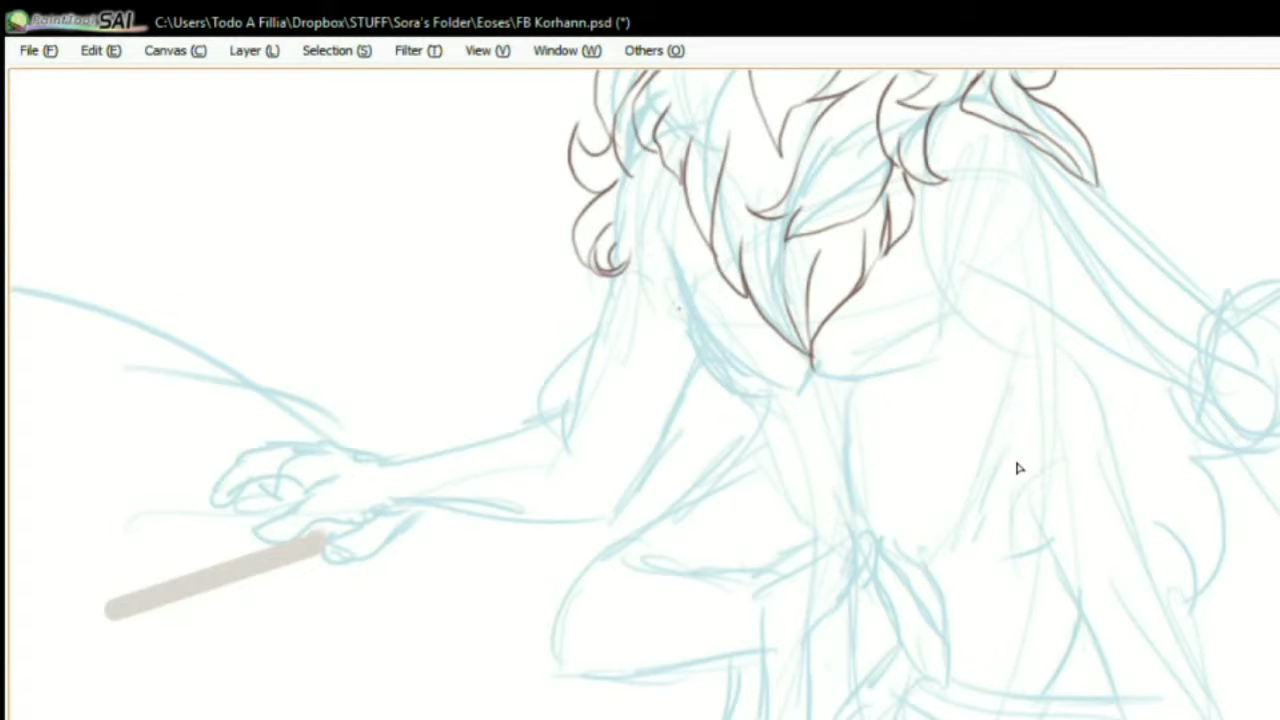 PaintTool SAI C:\Users\Todo A Fillia\Dropbox\STUFF\Sora's Folder\Eoses\FB Korhann.psd (*)
File (F) Edit (E) Canvas (C) Layer (L) Selection (S) Filter (T) View (V) Window (W) Others (O)